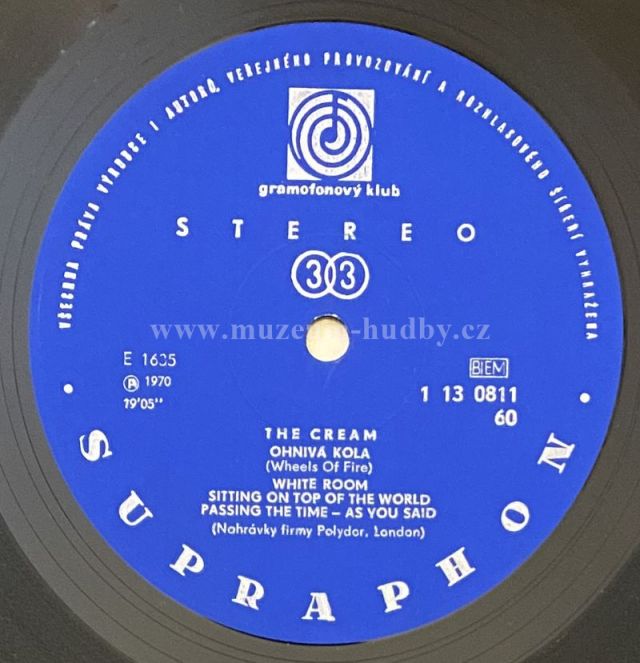 VŠECHNA PRÁVA VÝROBCE I AUTORŮ, VEŘEJNÉHO PROVOZOVÁNÍ A ROZHLASOVÉHO ŠÍŘENÍ VYHRAŽENA
gramofonový klub
STEREO
33
www.muzeum-hudby.cz
E 1635
P 1970
19'05"
BIEM
1 13 0811
60
THE CREAM
OHNIVÁ KOLA
(Wheels Of Fire)
WHITE ROOM
SITTING ON TOP OF THE WORLD
PASSING THE TIME – AS YOU SAID
(Nahrávky firmy Polydor, London)
SUPRAPHON